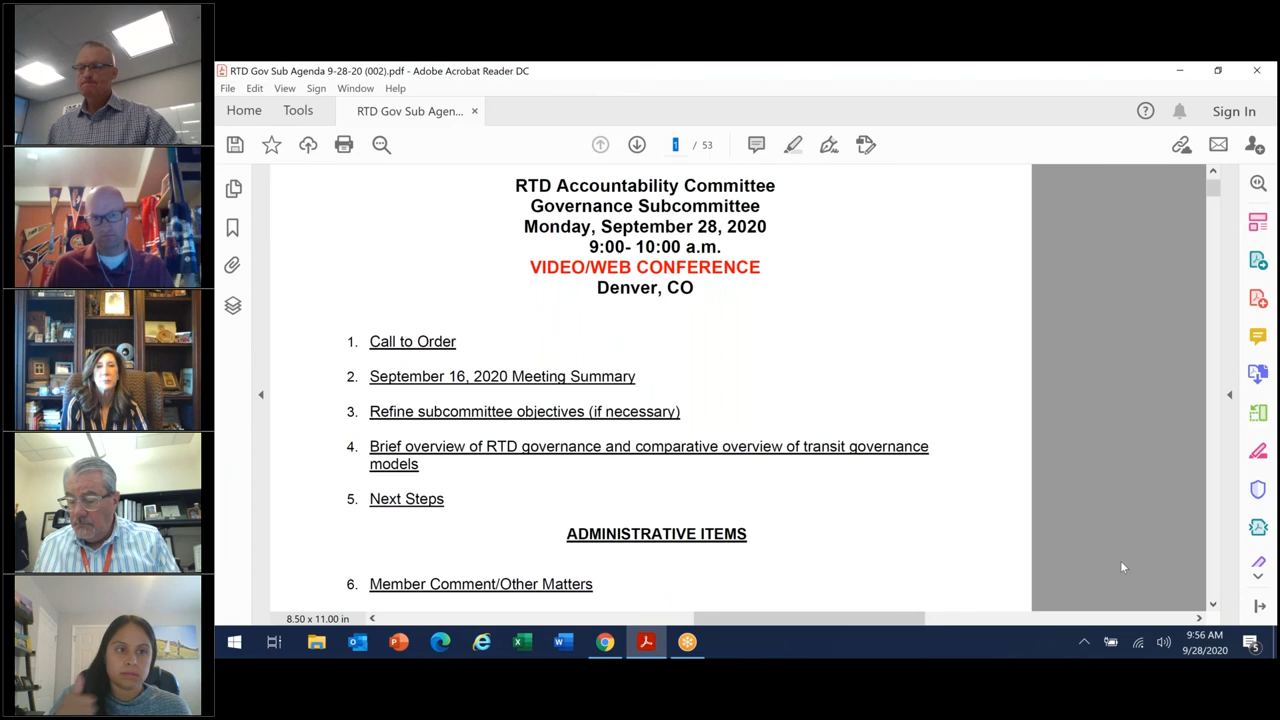 RTD Gov Sub Agenda 9-28-20 (002).pdf - Adobe Acrobat Reader DC
File Edit View Sign Window Help
Home Tools RTD Gov Sub Agen... ×
Sign In
1 / 53
RTD Accountability Committee
Governance Subcommittee
Monday, September 28, 2020
9:00- 10:00 a.m.
VIDEO/WEB CONFERENCE
Denver, CO
1. Call to Order
2. September 16, 2020 Meeting Summary
3. Refine subcommittee objectives (if necessary)
4. Brief overview of RTD governance and comparative overview of transit governance
models
5. Next Steps
ADMINISTRATIVE ITEMS
6. Member Comment/Other Matters
8.50 x 11.00 in
9:56 AM
9/28/2020
5